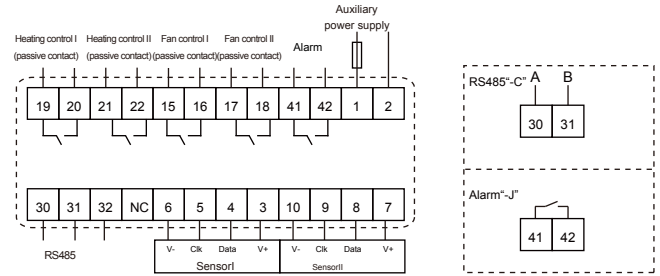 Auxiliary
power supply
Heating control I Heating control II Fan control I Fan control II
Alarm
(passive contact) (passive contact) (passive contact) (passive contact)
19 20 21 22 15 16 17 18 41 42 1 2
30 31 32 NC 6 5 4 3 10 9 8 7
RS485
V- Clk Data V+ V- Clk Data V+
SensorI SensorII
RS485“-C” A B
30 31
Alarm“-J”
41 42